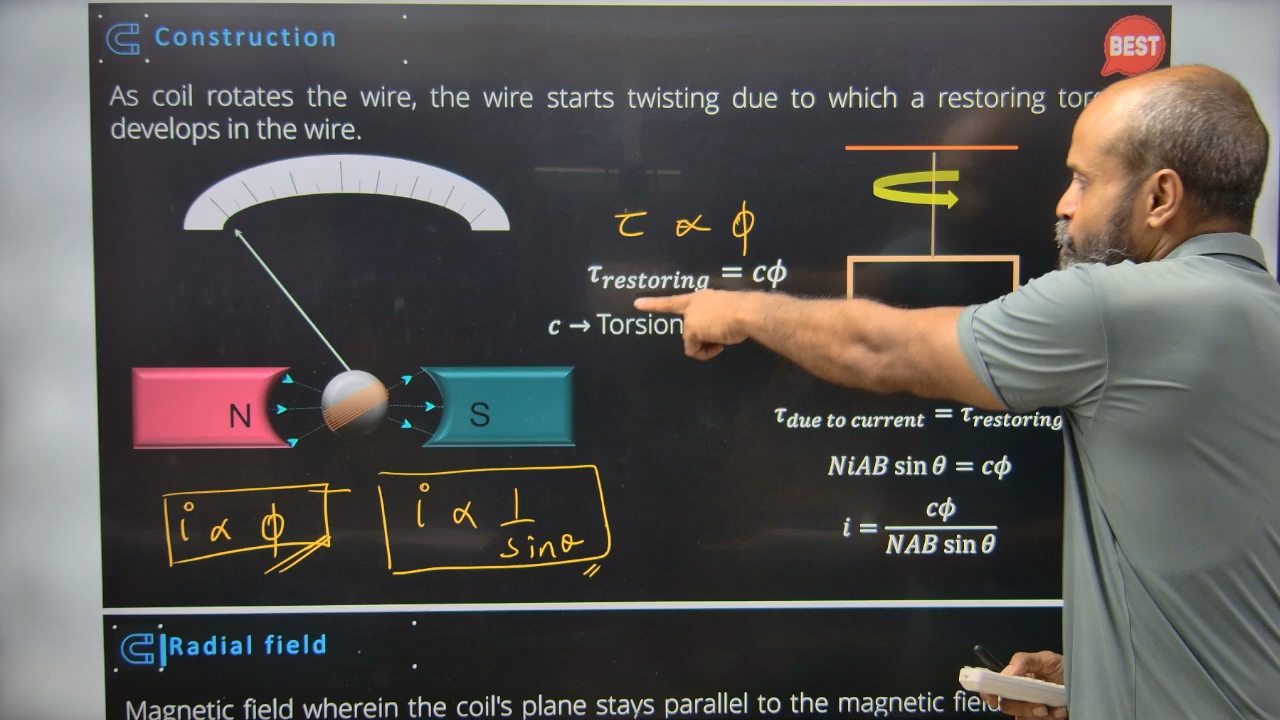 Construction
BEST
As coil rotates the wire, the wire starts twisting due to which a restoring
develops in the wire.
τ ∝ ϕ
τrestoring = cϕ
c → Torsion
N
S
τdue to current = τrestoring
NiAB sin θ = cϕ
i = cϕ / NAB sin θ
i ∝ ϕ
i ∝ 1 / sinθ
Radial field
Magnetic field wherein the coil's plane stays parallel to the magnetic field